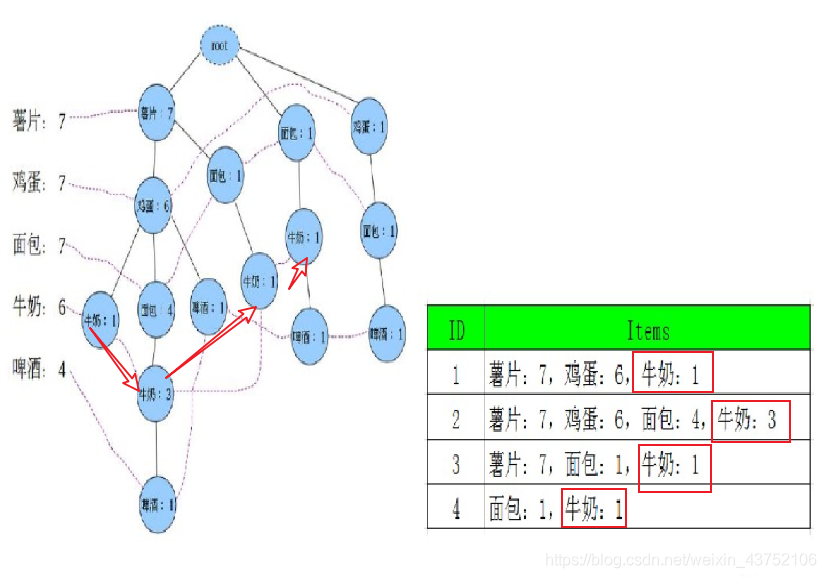 root
薯片: 7
薯片: 7
面包: 1
鸡蛋: 1
鸡蛋: 7
鸡蛋: 6
面包: 1
面包: 7
牛奶: 1
面包: 1
牛奶: 6
牛奶: 1
面包: 4
啤酒: 1
牛奶: 1
啤酒: 1
啤酒: 1
啤酒: 4
牛奶: 3
啤酒: 1
ID Items
1 薯片: 7, 鸡蛋: 6, 牛奶: 1
2 薯片: 7, 鸡蛋: 6, 面包: 4, 牛奶: 3
3 薯片: 7, 面包: 1, 牛奶: 1
4 面包: 1, 牛奶: 1
https://blog.csdn.net/weixin_43752106